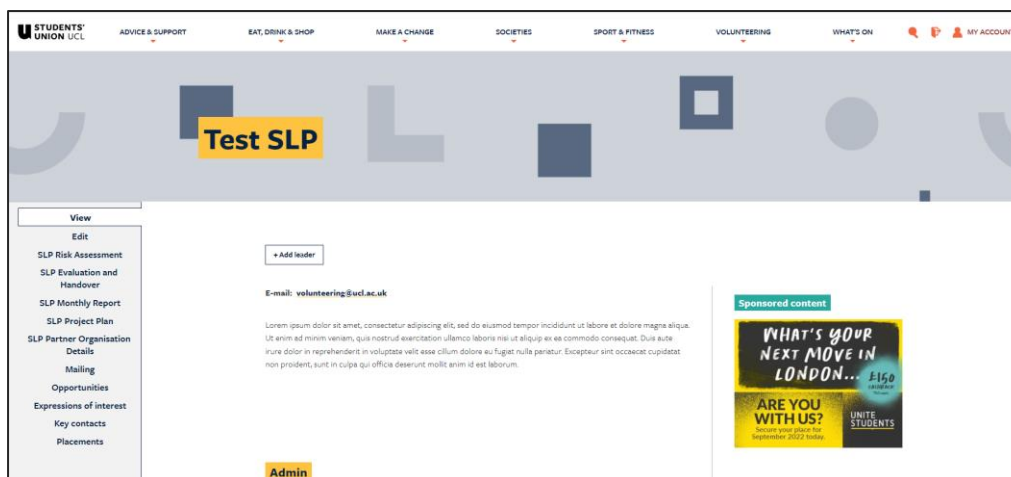 STUDENTS'
UNION UCL
ADVICE & SUPPORT
EAT, DRINK & SHOP
MAKE A CHANGE
SOCIETIES
SPORT & FITNESS
VOLUNTEERING
WHAT'S ON
MY ACCOUNT
Test SLP
View
Edit
SLP Risk Assessment
SLP Evaluation and
Handover
SLP Monthly Report
SLP Project Plan
SLP Partner Organisation
Details
Mailing
Opportunities
Expressions of interest
Key contacts
Placements
+ Add leader
E-mail: volunteering@ucl.ac.uk
Lorem ipsum dolor sit amet, consectetur adipiscing elit, sed do eiusmod tempor incididunt ut labore et dolore magna aliqua.
Ut enim ad minim veniam, quis nostrud exercitation ullamco laboris nisi ut aliquip ex ea commodo consequat. Duis aute
irure dolor in reprehenderit in voluptate velit esse cillum dolore eu fugiat nulla pariatur. Excepteur sint occaecat cupidatat
non proident, sunt in culpa qui officia deserunt mollit anim id est laborum.
Admin
Sponsored content
WHAT'S YOUR
NEXT MOVE IN
LONDON...
£150
ARE YOU
WITH US?
Secure your place for
September 2022 today.
UNITE
STUDENTS